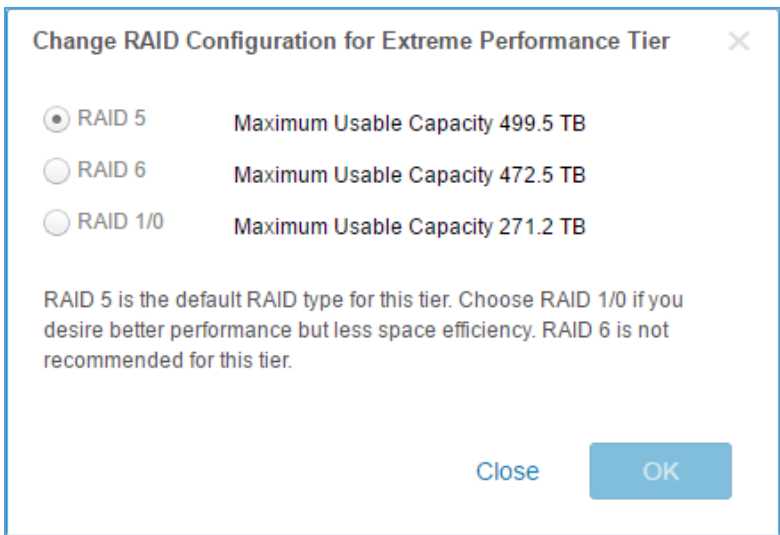 Change RAID Configuration for Extreme Performance Tier
RAID 5 Maximum Usable Capacity 499.5 TB
RAID 6 Maximum Usable Capacity 472.5 TB
RAID 1/0 Maximum Usable Capacity 271.2 TB
RAID 5 is the default RAID type for this tier. Choose RAID 1/0 if you
desire better performance but less space efficiency. RAID 6 is not
recommended for this tier.
Close OK